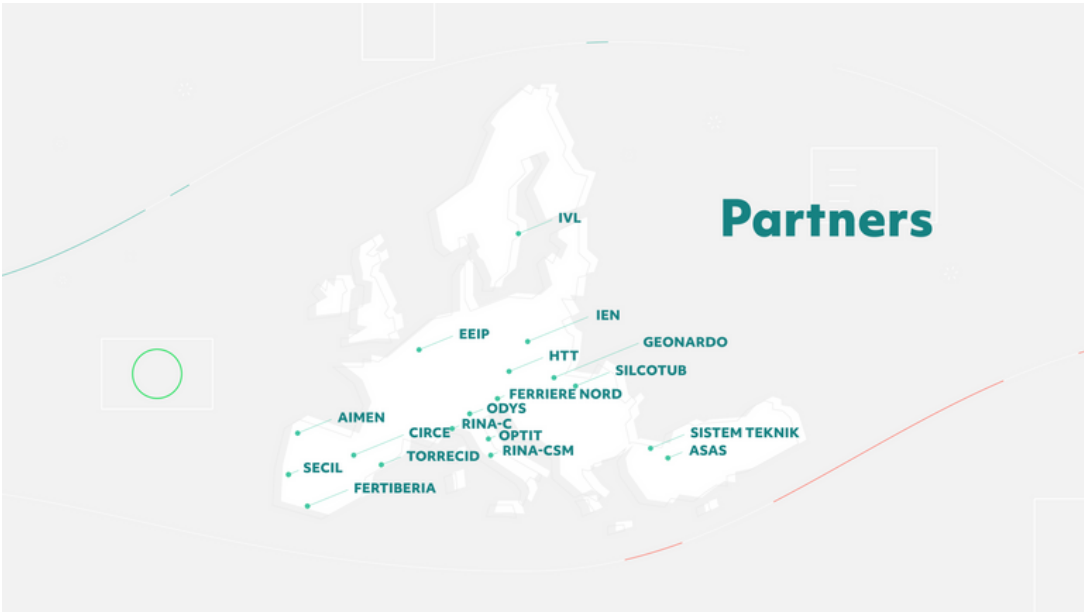 Partners
IVL
IEN
EEIP
GEONARDO
HTT
SILCOTUB
FERRIERE NORD
ODYS
AIMEN
RINA-C
CIRCE
OPTIT
SISTEM TEKNIK
RINA-CSM
ASAS
TORRECID
SECIL
FERTIBERIA